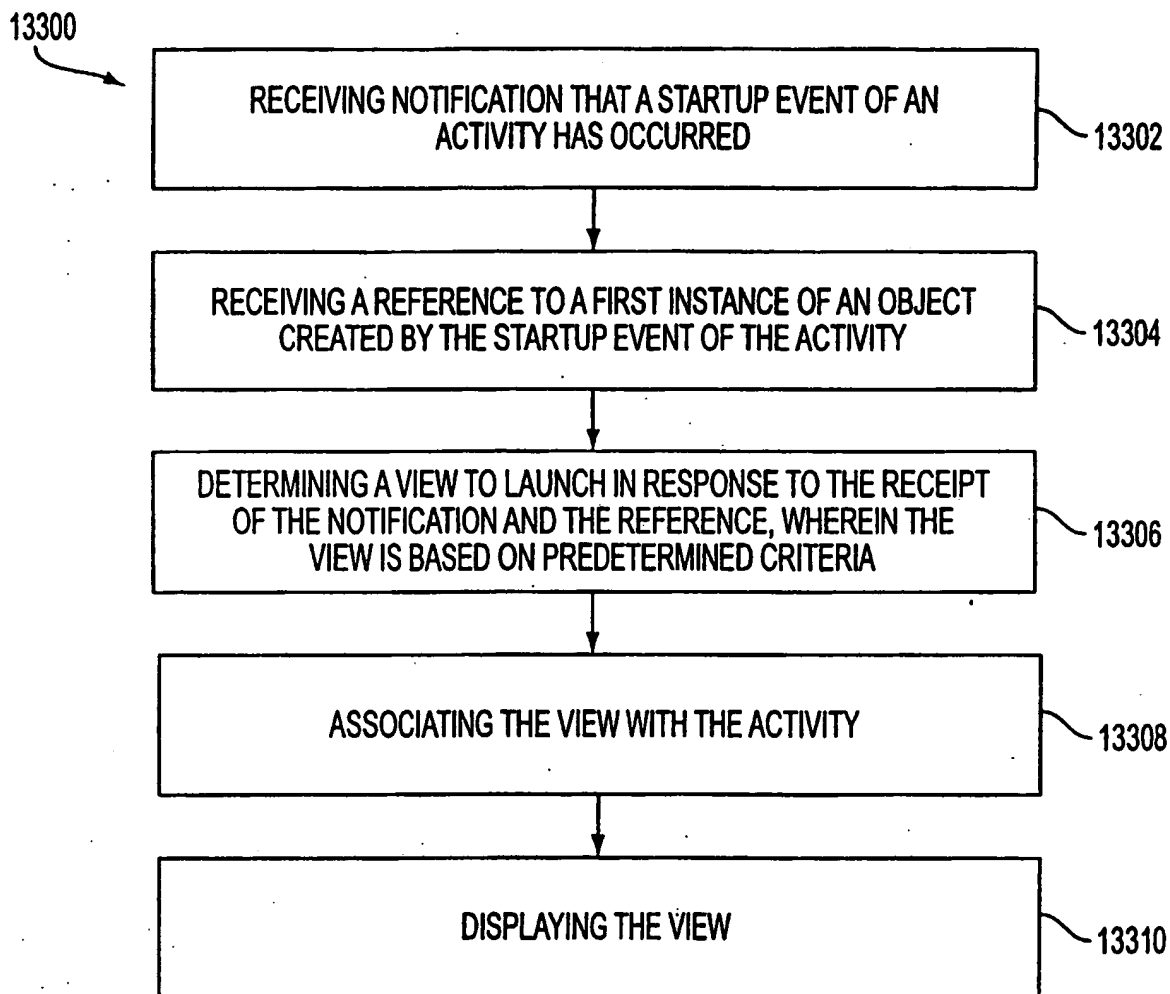 13300
RECEIVING NOTIFICATION THAT A STARTUP EVENT OF AN
ACTIVITY HAS OCCURRED
13302
RECEIVING A REFERENCE TO A FIRST INSTANCE OF AN OBJECT
CREATED BY THE STARTUP EVENT OF THE ACTIVITY
13304
DETERMINING A VIEW TO LAUNCH IN RESPONSE TO THE RECEIPT
OF THE NOTIFICATION AND THE REFERENCE, WHEREIN THE
VIEW IS BASED ON PREDETERMINED CRITERIA
13306
ASSOCIATING THE VIEW WITH THE ACTIVITY
13308
DISPLAYING THE VIEW
13310